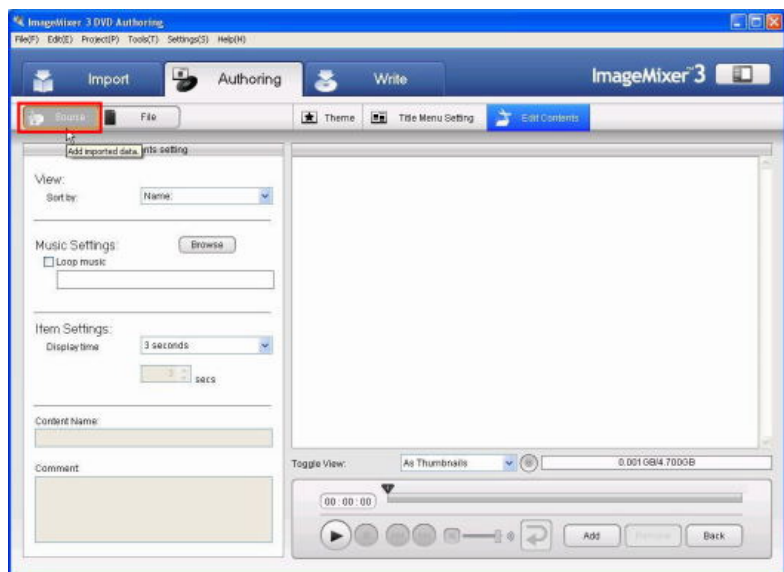 ImageMixer 3 DVD Authoring
File(F) Edit(E) Project(P) Tools(T) Settings(S) Help(H)
Import Authoring Write ImageMixer™3
Source File Theme Title Menu Setting Edit Contents
Add imported data. nts setting
View:
Sort by: Name:
Music Settings: Browse
Loop music
Item Settings:
Display time 3 seconds
3 secs
Content Name:
Comment
Toggle View: As Thumbnails 0.001GB/4.700GB
00:00:00
Add Remove Back